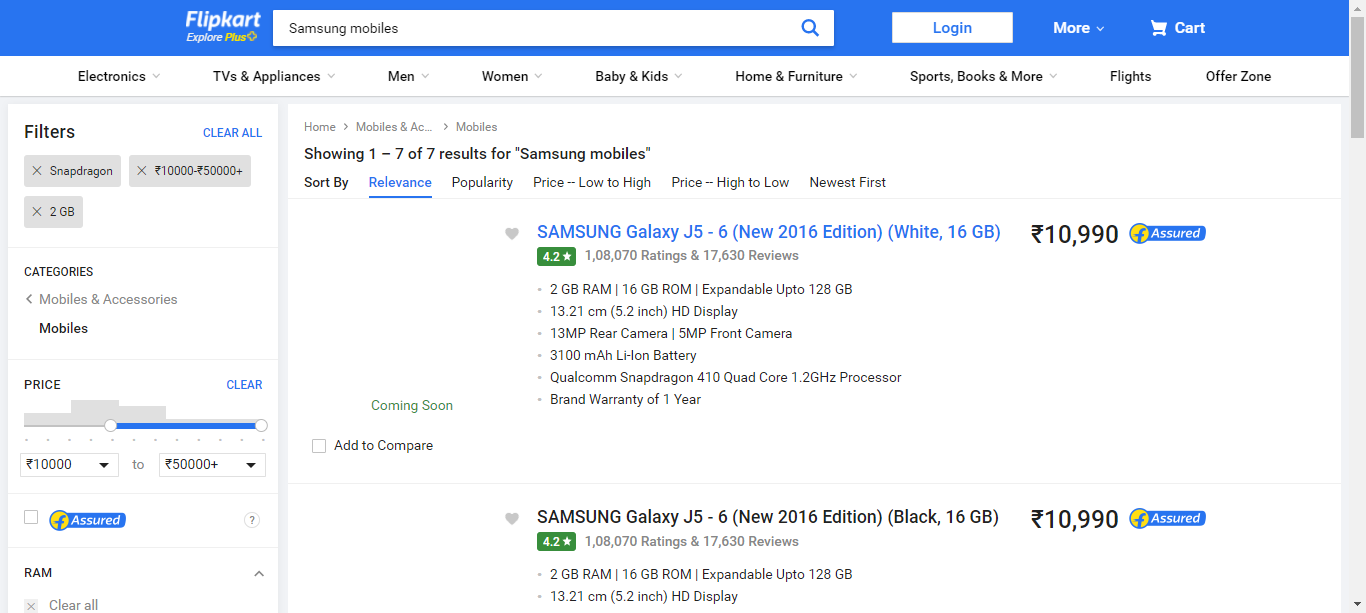 Flipkart
Explore Plus
Samsung mobiles
Login
More
Cart
Electronics
TVs & Appliances
Men
Women
Baby & Kids
Home & Furniture
Sports, Books & More
Flights
Offer Zone
Filters
CLEAR ALL
Snapdragon
₹10000-₹50000+
2 GB
CATEGORIES
Mobiles & Accessories
Mobiles
PRICE
CLEAR
₹10000
to
₹50000+
Assured
?
RAM
Clear all
Home
Mobiles & Ac...
Mobiles
Showing 1 – 7 of 7 results for "Samsung mobiles"
Sort By
Relevance
Popularity
Price -- Low to High
Price -- High to Low
Newest First
Coming Soon
Add to Compare
SAMSUNG Galaxy J5 - 6 (New 2016 Edition) (White, 16 GB)
4.2★ 1,08,070 Ratings & 17,630 Reviews
2 GB RAM | 16 GB ROM | Expandable Upto 128 GB
13.21 cm (5.2 inch) HD Display
13MP Rear Camera | 5MP Front Camera
3100 mAh Li-Ion Battery
Qualcomm Snapdragon 410 Quad Core 1.2GHz Processor
Brand Warranty of 1 Year
₹10,990
Assured
SAMSUNG Galaxy J5 - 6 (New 2016 Edition) (Black, 16 GB)
4.2★ 1,08,070 Ratings & 17,630 Reviews
2 GB RAM | 16 GB ROM | Expandable Upto 128 GB
13.21 cm (5.2 inch) HD Display
₹10,990
Assured